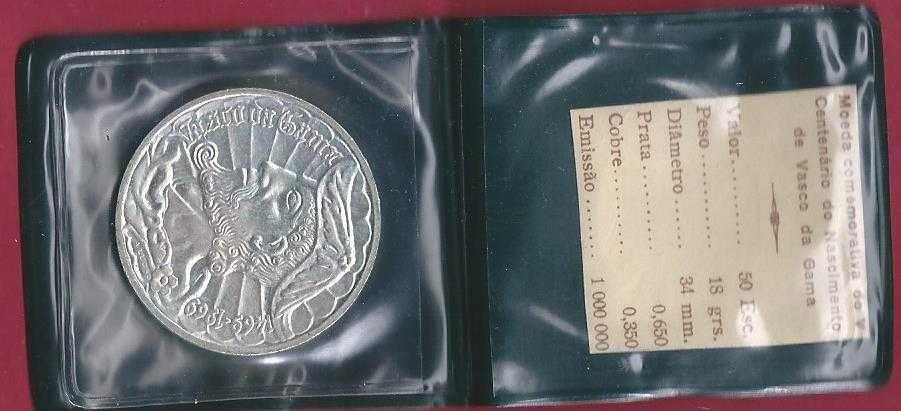 Vasco da Gama
1469-1969
Moeda comemorativa do V
Centenário do Nascimento
de Vasco da Gama
Valor............ 50 Esc.
Peso.......... 18 grs.
Diâmetro ...... 34 mm.
Prata .......... 0,650
Cobre........... 0,350
Emissão ........ 1 000 000